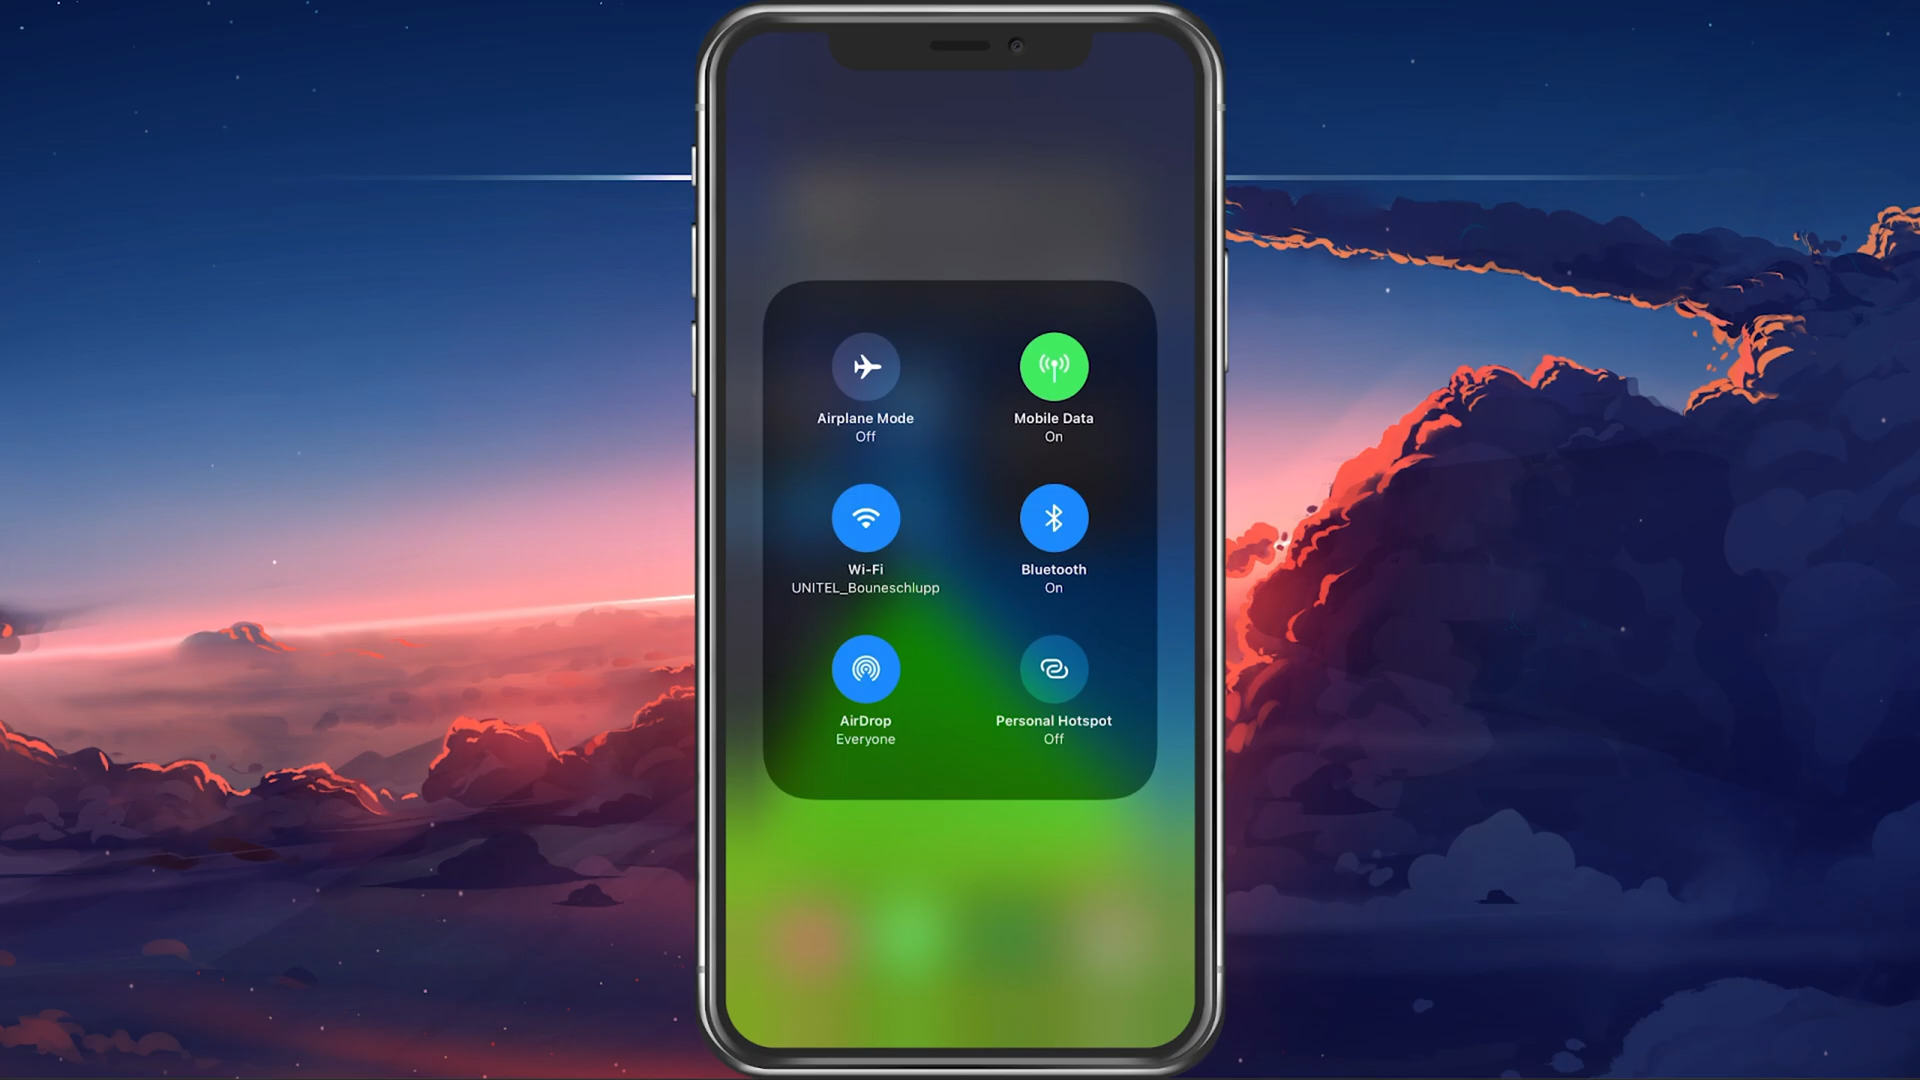 Airplane Mode
Off
Mobile Data
On
Wi-Fi
UNITEL_Bouneschlupp
Bluetooth
On
AirDrop
Everyone
Personal Hotspot
Off